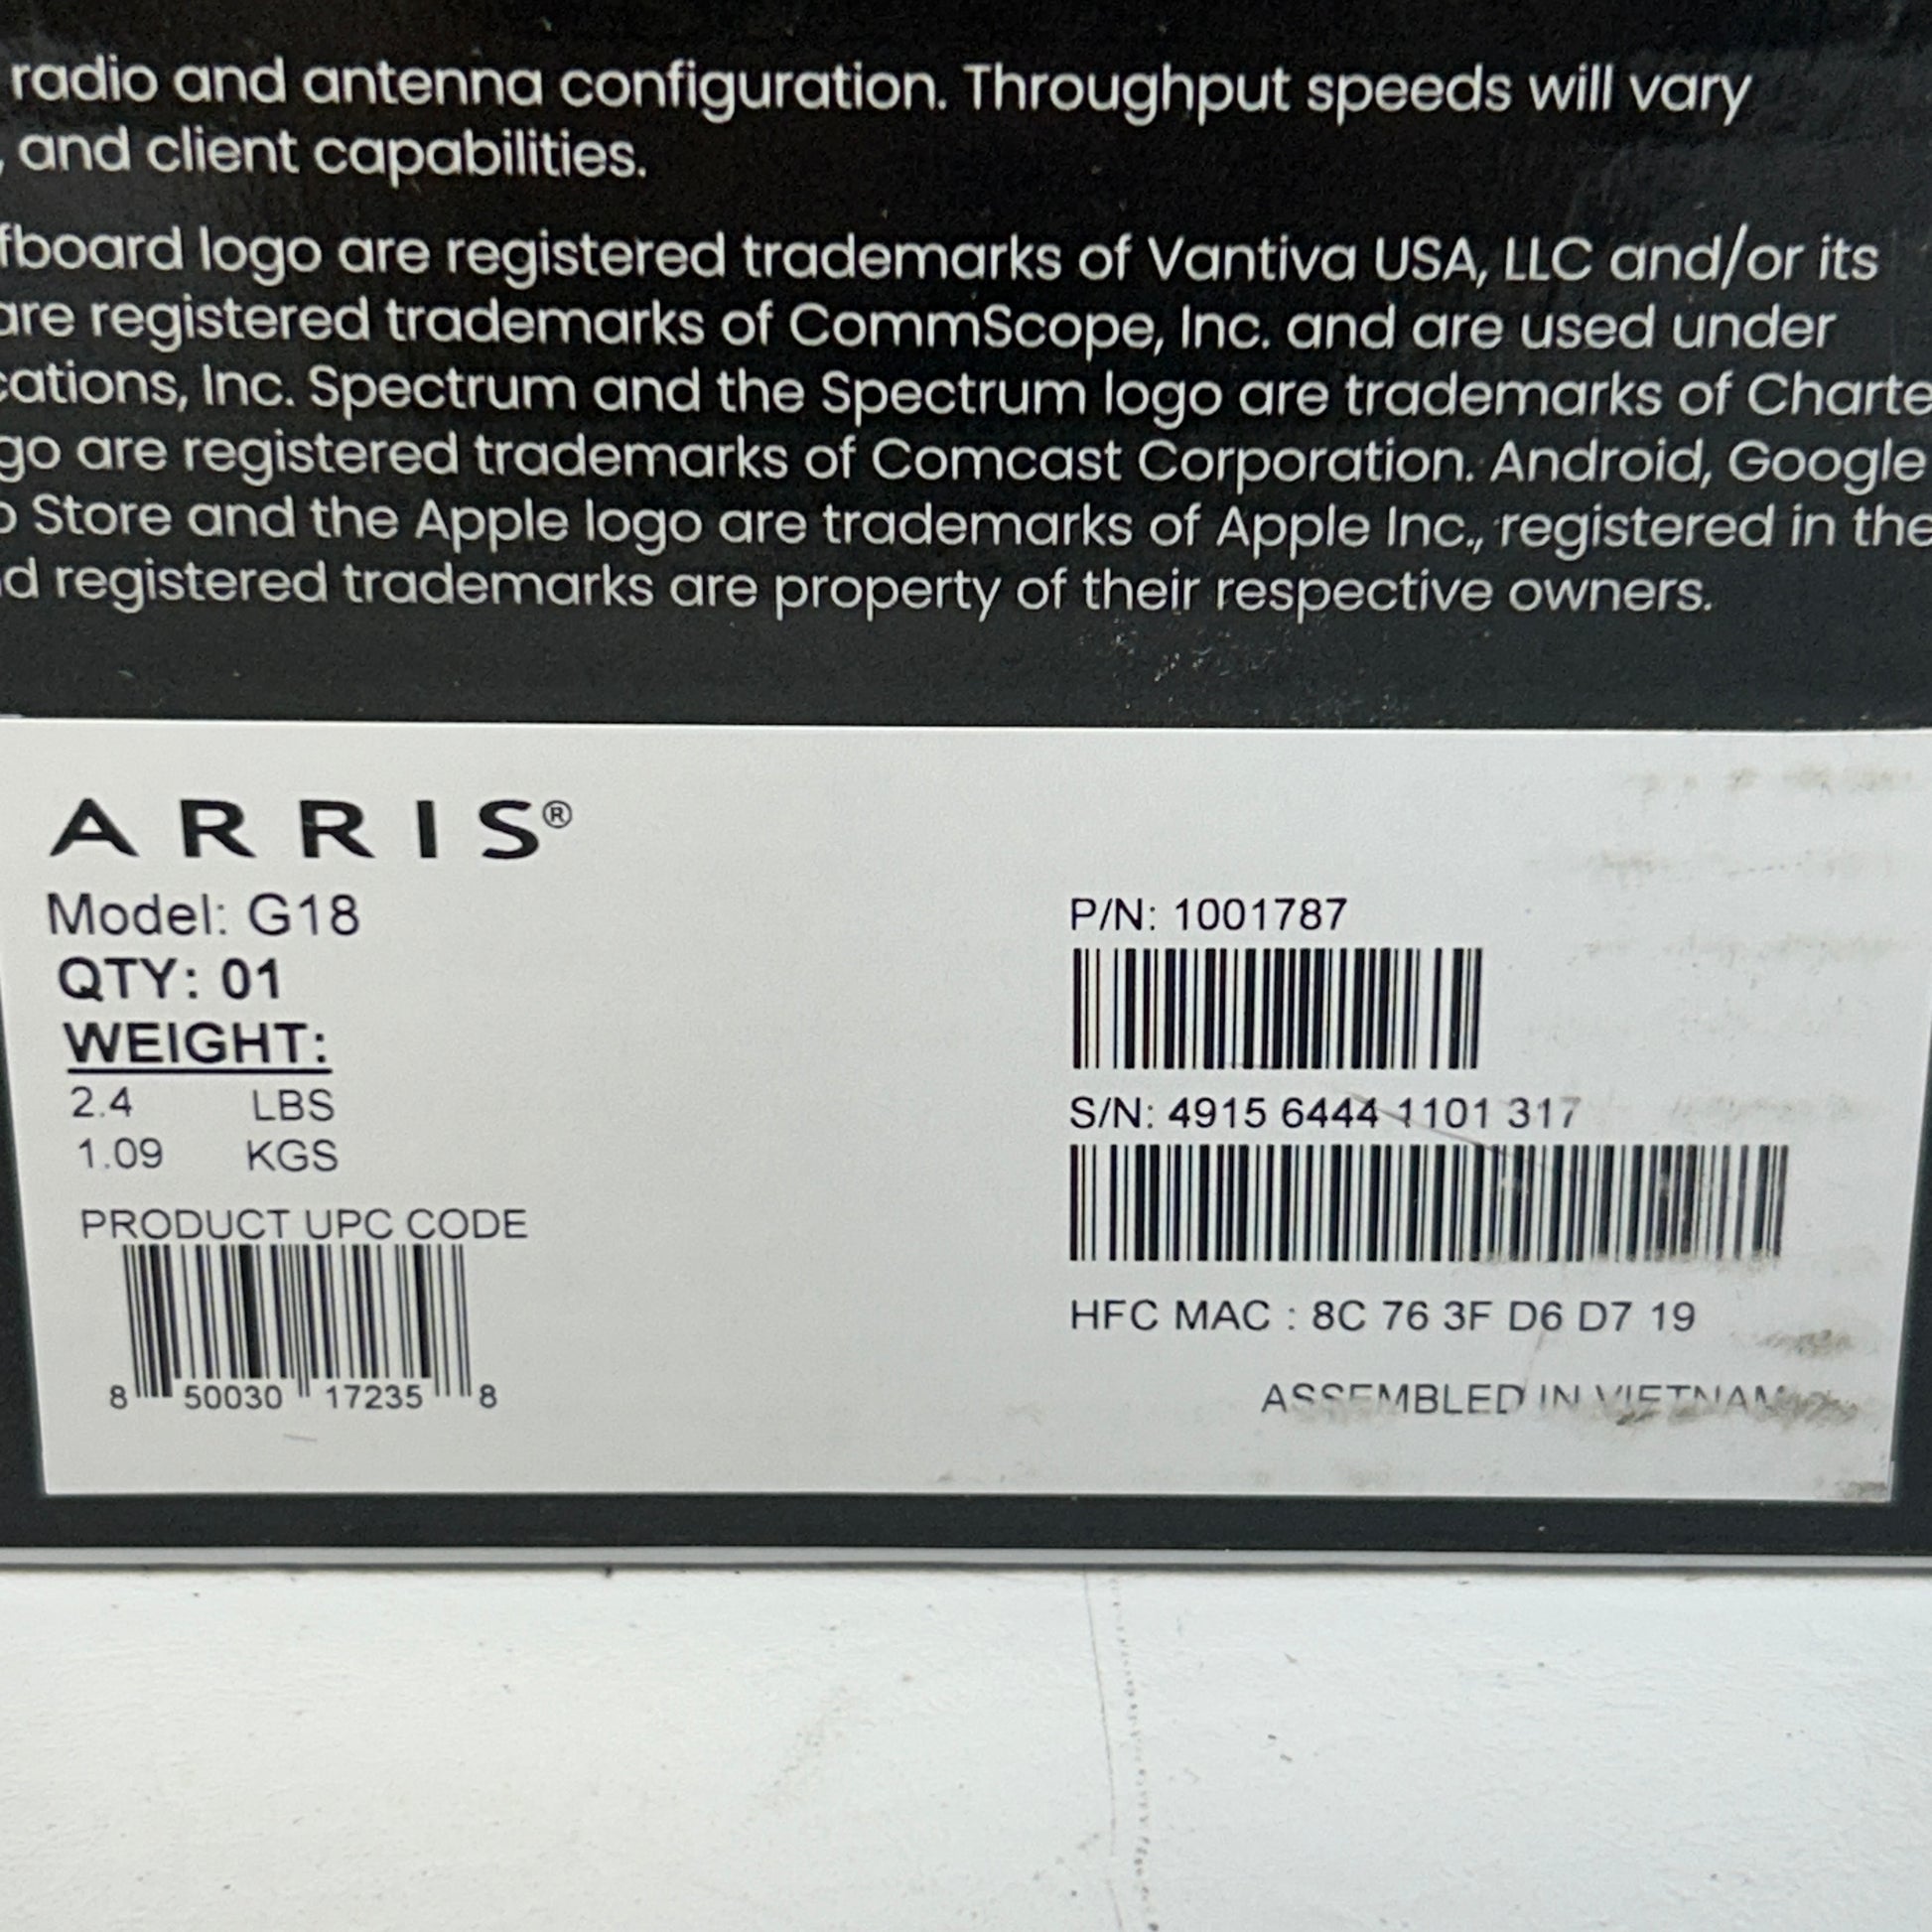 radio and antenna configuration. Throughput speeds will vary
, and client capabilities.
fboard logo are registered trademarks of Vantiva USA, LLC and/or its
are registered trademarks of CommScope, Inc. and are used under
cations, Inc. Spectrum and the Spectrum logo are trademarks of Charte
go are registered trademarks of Comcast Corporation. Android, Google
p Store and the Apple logo are trademarks of Apple Inc., registered in the
d registered trademarks are property of their respective owners.
ARRIS®
Model: G18
QTY: 01
WEIGHT:
2.4 LBS
1.09 KGS
PRODUCT UPC CODE
8 50030 17235 8
P/N: 1001787
S/N: 4915 6444 1101 317
HFC MAC : 8C 76 3F D6 D7 19
ASSEMBLED IN VIETNAM